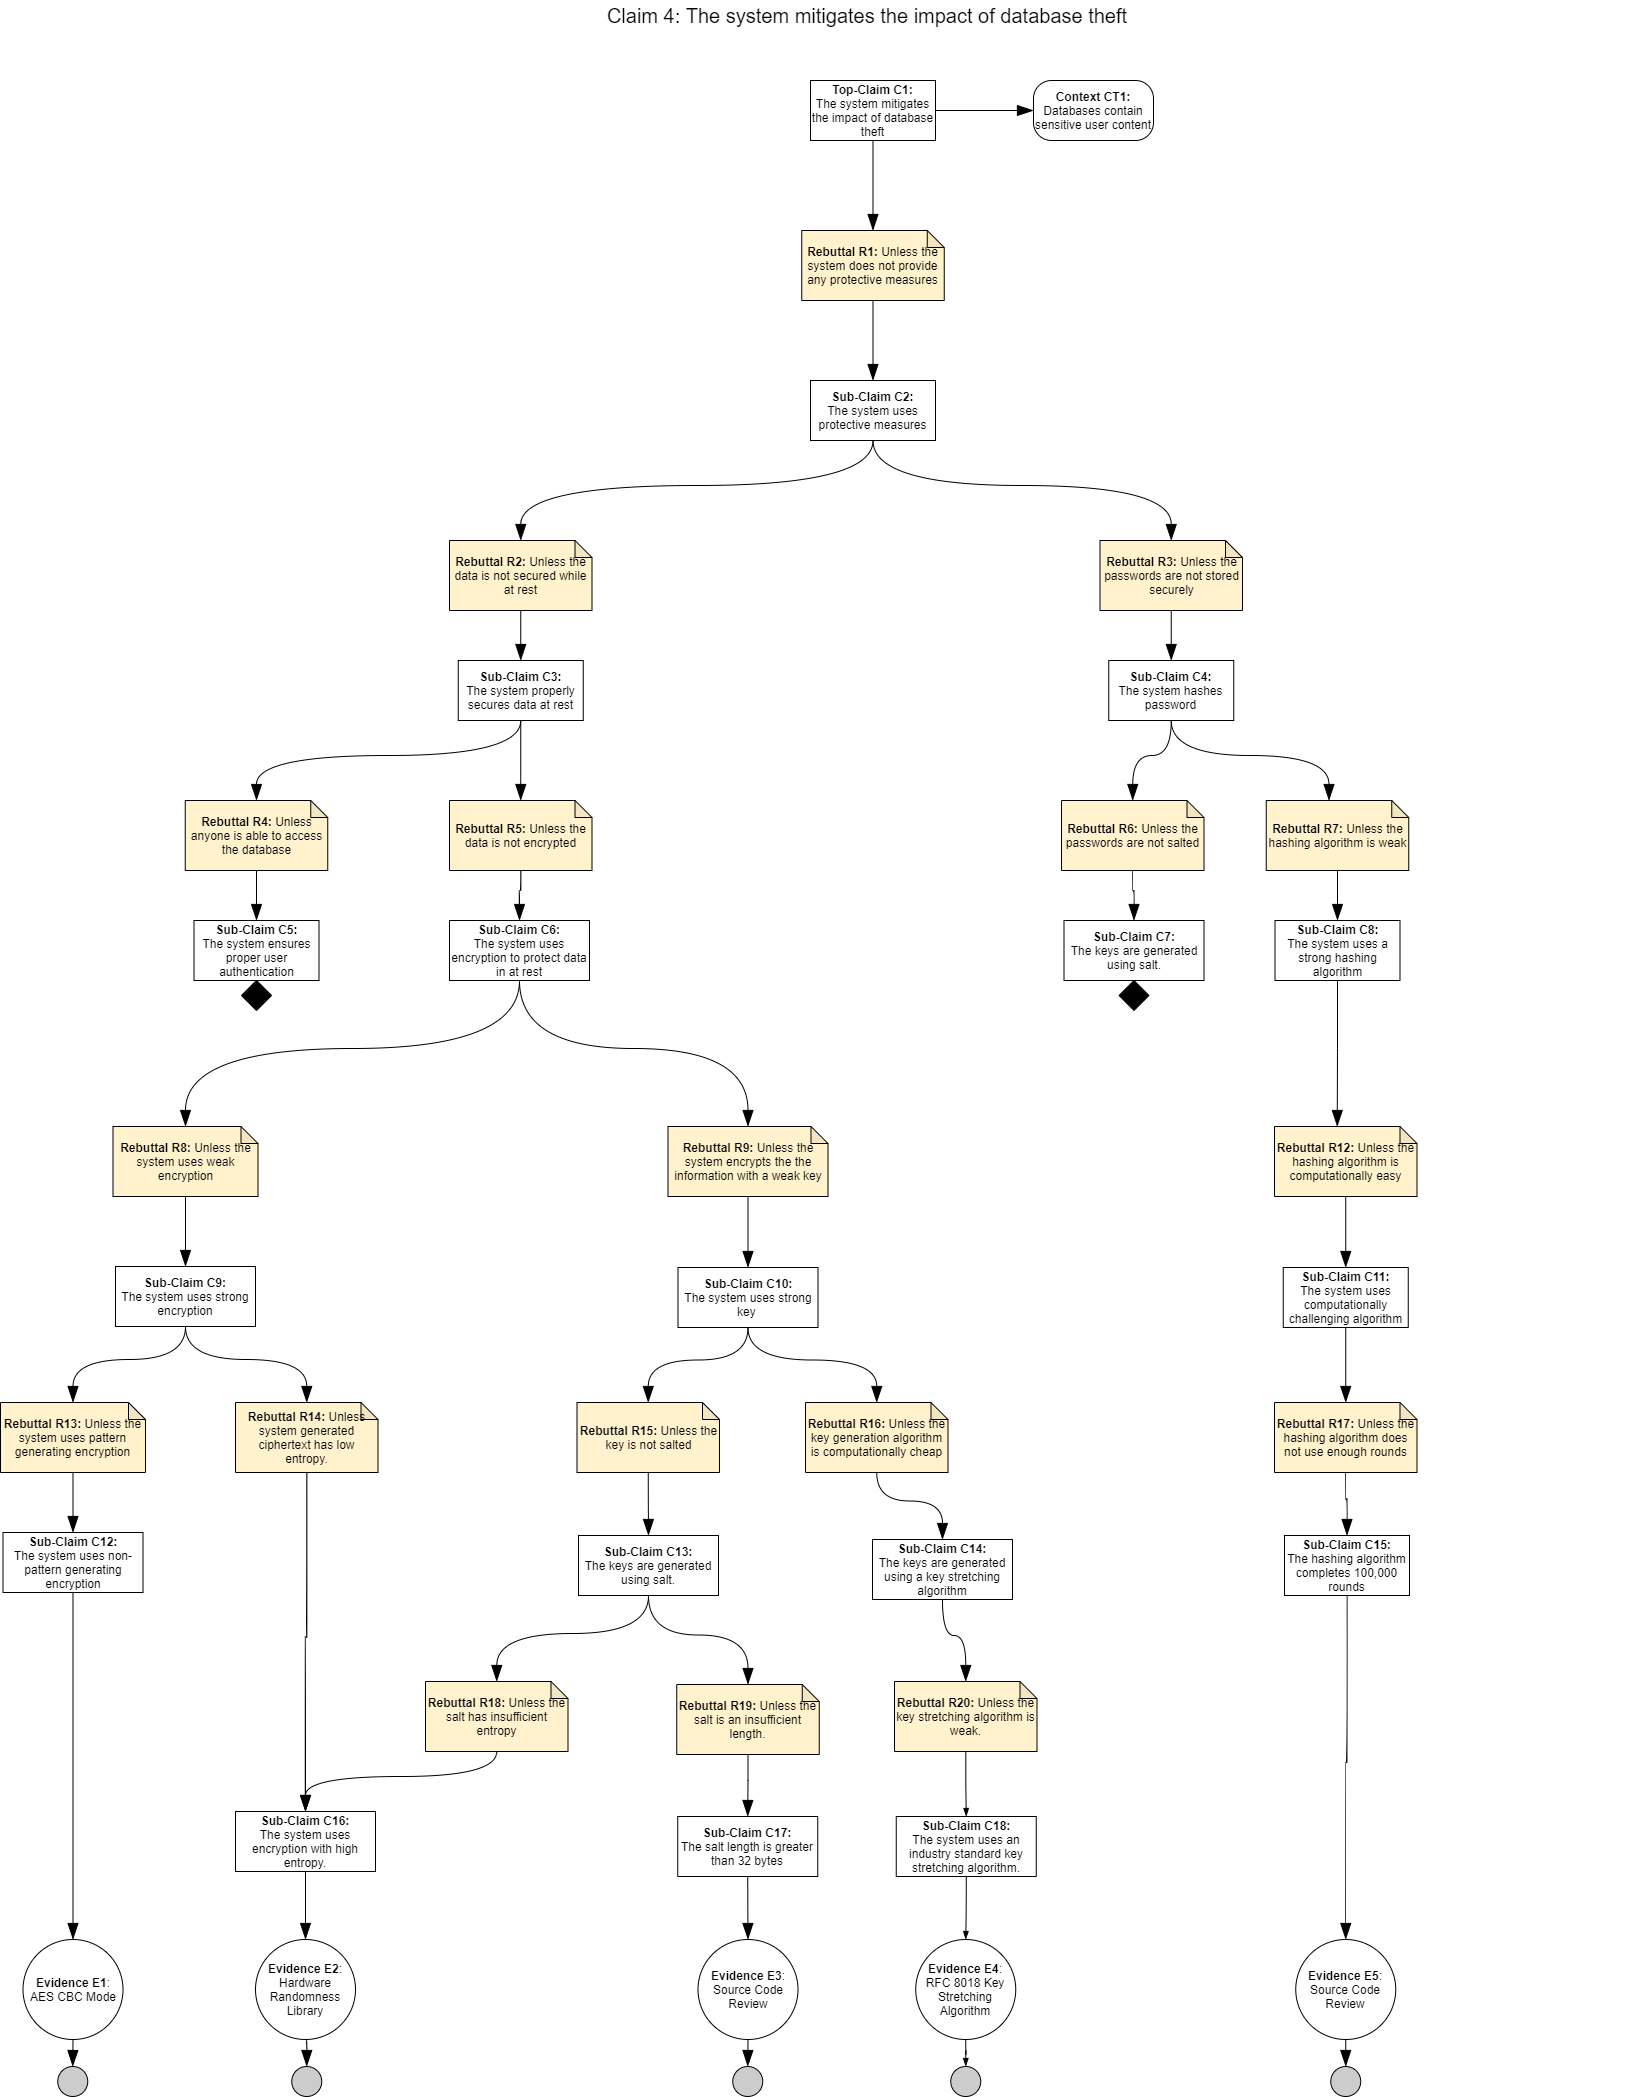 Claim 4: The system mitigates the impact of database theft
Top-Claim C1:
The system mitigates
the impact of database
theft
Context CT1:
Databases contain
sensitive user content
Rebuttal R1: Unless the
system does not provide
any protective measures
Sub-Claim C2:
The system uses
protective measures
Rebuttal R2: Unless the
data is not secured while
at rest
Rebuttal R3: Unless the
passwords are not stored
securely
Sub-Claim C3:
The system properly
secures data at rest
Sub-Claim C4:
The system hashes
password
Rebuttal R4: Unless
anyone is able to access
the database
Rebuttal R5: Unless the
data is not encrypted
Rebuttal R6: Unless the
passwords are not salted
Rebuttal R7: Unless the
hashing algorithm is weak
Sub-Claim C5:
The system ensures
proper user
authentication
Sub-Claim C6:
The system uses
encryption to protect data
in at rest
Sub-Claim C7:
The keys are generated
using salt.
Sub-Claim C8:
The system uses a
strong hashing
algorithm
Rebuttal R8: Unless the
system uses weak
encryption
Rebuttal R9: Unless the
system encrypts the the
information with a weak key
Rebuttal R12: Unless the
hashing algorithm is
computationally easy
Sub-Claim C9:
The system uses strong
encryption
Sub-Claim C10:
The system uses strong
key
Sub-Claim C11:
The system uses
computationally
challenging algorithm
Rebuttal R13: Unless the
system uses pattern
generating encryption
Rebuttal R14: Unless
system generated
ciphertext has low
entropy.
Rebuttal R15: Unless the
key is not salted
Rebuttal R16: Unless the
key generation algorithm
is computationally cheap
Rebuttal R17: Unless the
hashing algorithm does
not use enough rounds
Sub-Claim C12:
The system uses non-
pattern generating
encryption
Sub-Claim C13:
The keys are generated
using salt.
Sub-Claim C14:
The keys are generated
using a key stretching
algorithm
Sub-Claim C15:
The hashing algorithm
completes 100,000
rounds
Rebuttal R18: Unless the
salt has insufficient
entropy
Rebuttal R19: Unless the
salt is an insufficient
length.
Rebuttal R20: Unless the
key stretching algorithm is
weak.
Sub-Claim C16:
The system uses
encryption with high
entropy.
Sub-Claim C17:
The salt length is greater
than 32 bytes
Sub-Claim C18:
The system uses an
industry standard key
stretching algorithm.
Evidence E1:
AES CBC Mode
Evidence E2:
Hardware
Randomness
Library
Evidence E3:
Source Code
Review
Evidence E4:
RFC 8018 Key
Stretching
Algorithm
Evidence E5:
Source Code
Review